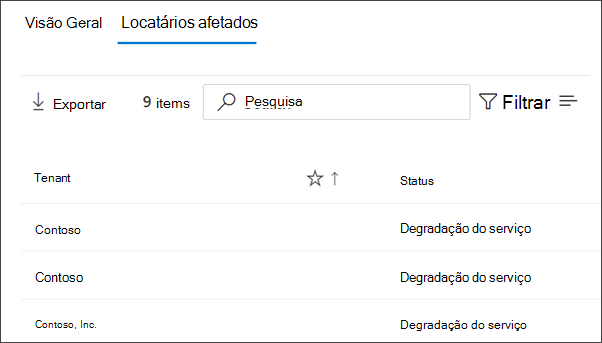 Visão Geral Locatários afetados
Exportar 9 items Pesquisa Filtrar
Tenant Status
Contoso Degradação do serviço
Contoso Degradação do serviço
Contoso, Inc. Degradação do serviço